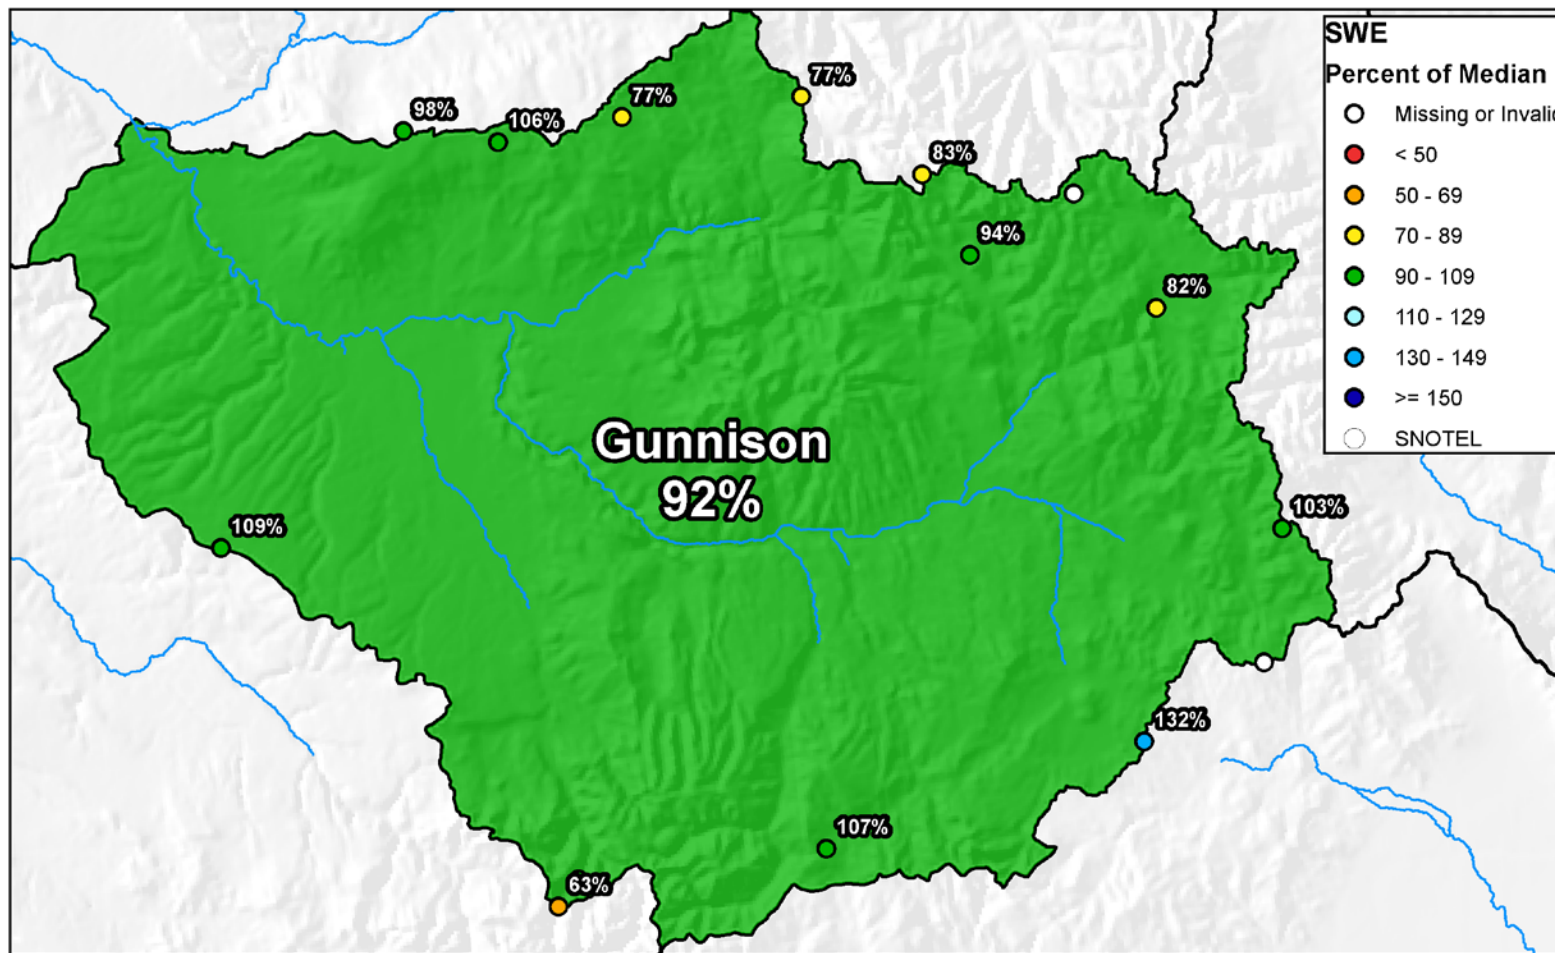 SWE
Percent of Median
Missing or Invalid
< 50
50 - 69
70 - 89
90 - 109
110 - 129
130 - 149
>= 150
SNOTEL
77%
77%
98%
106%
83%
94%
82%
Gunnison
92%
109%
103%
132%
107%
63%